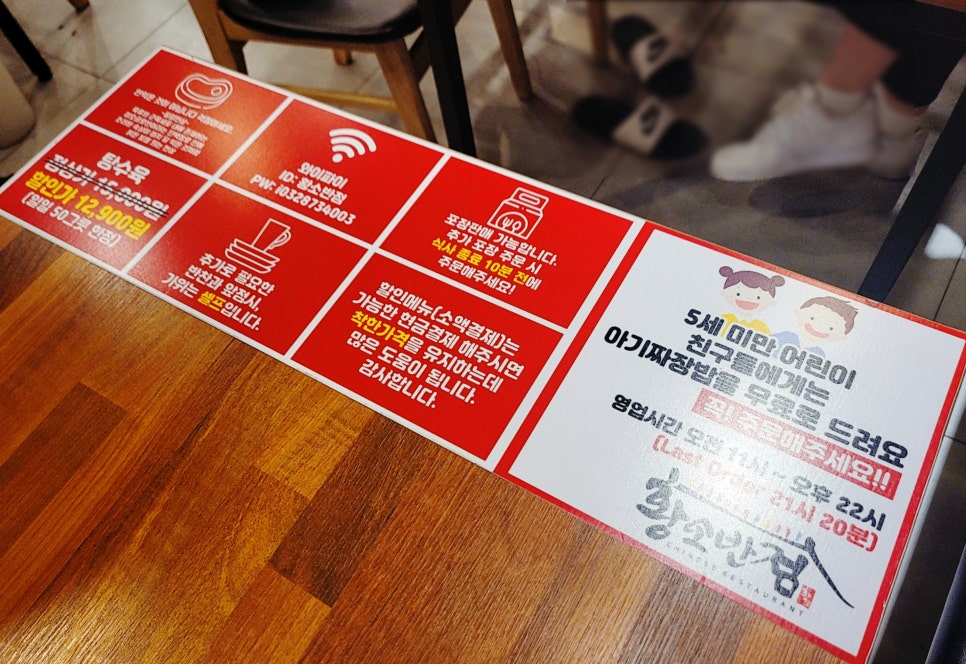 탕수육
정상가 15,000원
할인가 12,900원
(일일 50그릇 한정)
와이파이
ID: 황소반점
PW: 10328734003
추가로 필요한
반찬과 앞접시,
가위는 셀프입니다.
포장판매 가능합니다.
추가 포장 주문 시
식사 종료 10분 전에
주문해주세요!
할인메뉴(소액결제)는
가능한 현금결제 해주시면
착한가격을 유지하는데
많은 도움이 됩니다.
감사합니다.
5세 미만 어린이
친구들에게는
아기짜장밥을 무료로 드려요
꼭 주문해주세요!!
영업시간 오전 11시 ~ 오후 22시
(Last Order 21시 20분)
황소반점
CHINESE RESTAURANT